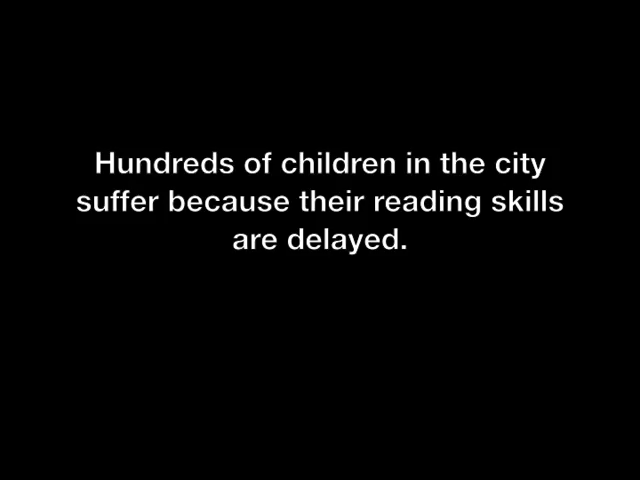 Hundreds of children in the city
suffer because their reading skills
are delayed.